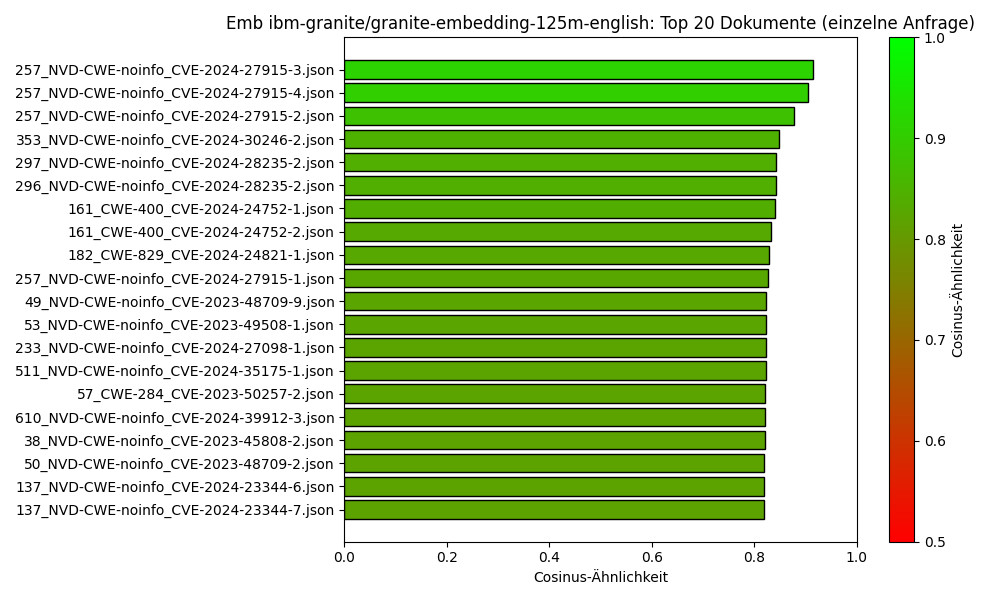 Emb ibm-granite/granite-embedding-125m-english: Top 20 Dokumente (einzelne Anfrage)
257_NVD-CWE-noinfo_CVE-2024-27915-3.json
257_NVD-CWE-noinfo_CVE-2024-27915-4.json
257_NVD-CWE-noinfo_CVE-2024-27915-2.json
353_NVD-CWE-noinfo_CVE-2024-30246-2.json
297_NVD-CWE-noinfo_CVE-2024-28235-2.json
296_NVD-CWE-noinfo_CVE-2024-28235-2.json
161_CWE-400_CVE-2024-24752-1.json
161_CWE-400_CVE-2024-24752-2.json
182_CWE-829_CVE-2024-24821-1.json
257_NVD-CWE-noinfo_CVE-2024-27915-1.json
49_NVD-CWE-noinfo_CVE-2023-48709-9.json
53_NVD-CWE-noinfo_CVE-2023-49508-1.json
233_NVD-CWE-noinfo_CVE-2024-27098-1.json
511_NVD-CWE-noinfo_CVE-2024-35175-1.json
57_CWE-284_CVE-2023-50257-2.json
610_NVD-CWE-noinfo_CVE-2024-39912-3.json
38_NVD-CWE-noinfo_CVE-2023-45808-2.json
50_NVD-CWE-noinfo_CVE-2023-48709-2.json
137_NVD-CWE-noinfo_CVE-2024-23344-6.json
137_NVD-CWE-noinfo_CVE-2024-23344-7.json
0.0 0.2 0.4 0.6 0.8 1.0
Cosinus-Ähnlichkeit
1.0
0.9
0.8
0.7
0.6
0.5
Cosinus-Ähnlichkeit